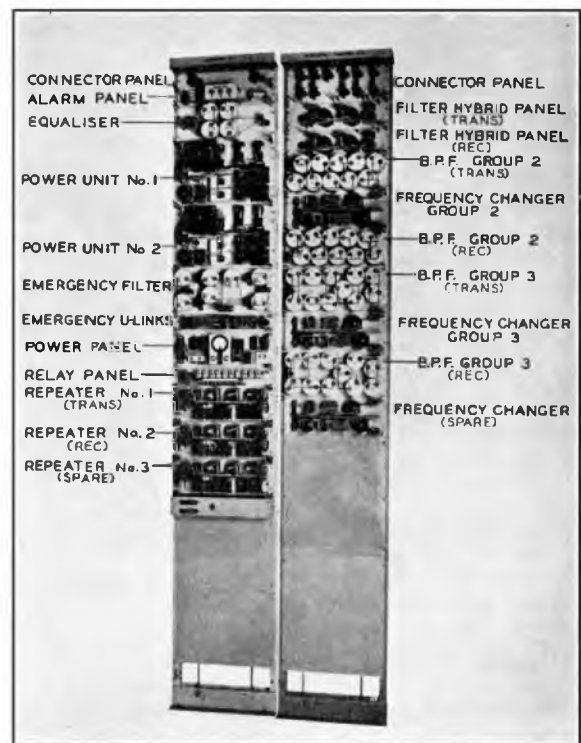 CONNECTOR PANEL
ALARM PANEL
EQUALISER
POWER UNIT No.1
POWER UNIT No 2
EMERGENCY FILTER
EMERGENCY U-LINKS
POWER PANEL
RELAY PANEL
REPEATER No.1
(TRANS)
REPEATER No.2
(REC)
REPEATER No.3
(SPARE)
CONNECTOR PANEL
FILTER HYBRID PANEL
(TRANS)
FILTER HYBRID PANEL
(REC)
B.P.F. GROUP 2
(TRANS)
FREQUENCY CHANGER
GROUP 2
B.P.F. GROUP 2
(REC)
B.P.F. GROUP 3
(TRANS)
FREQUENCY CHANGER
GROUP 3
B.P.F. GROUP 3
(REC)
FREQUENCY CHANGER
(SPARE)